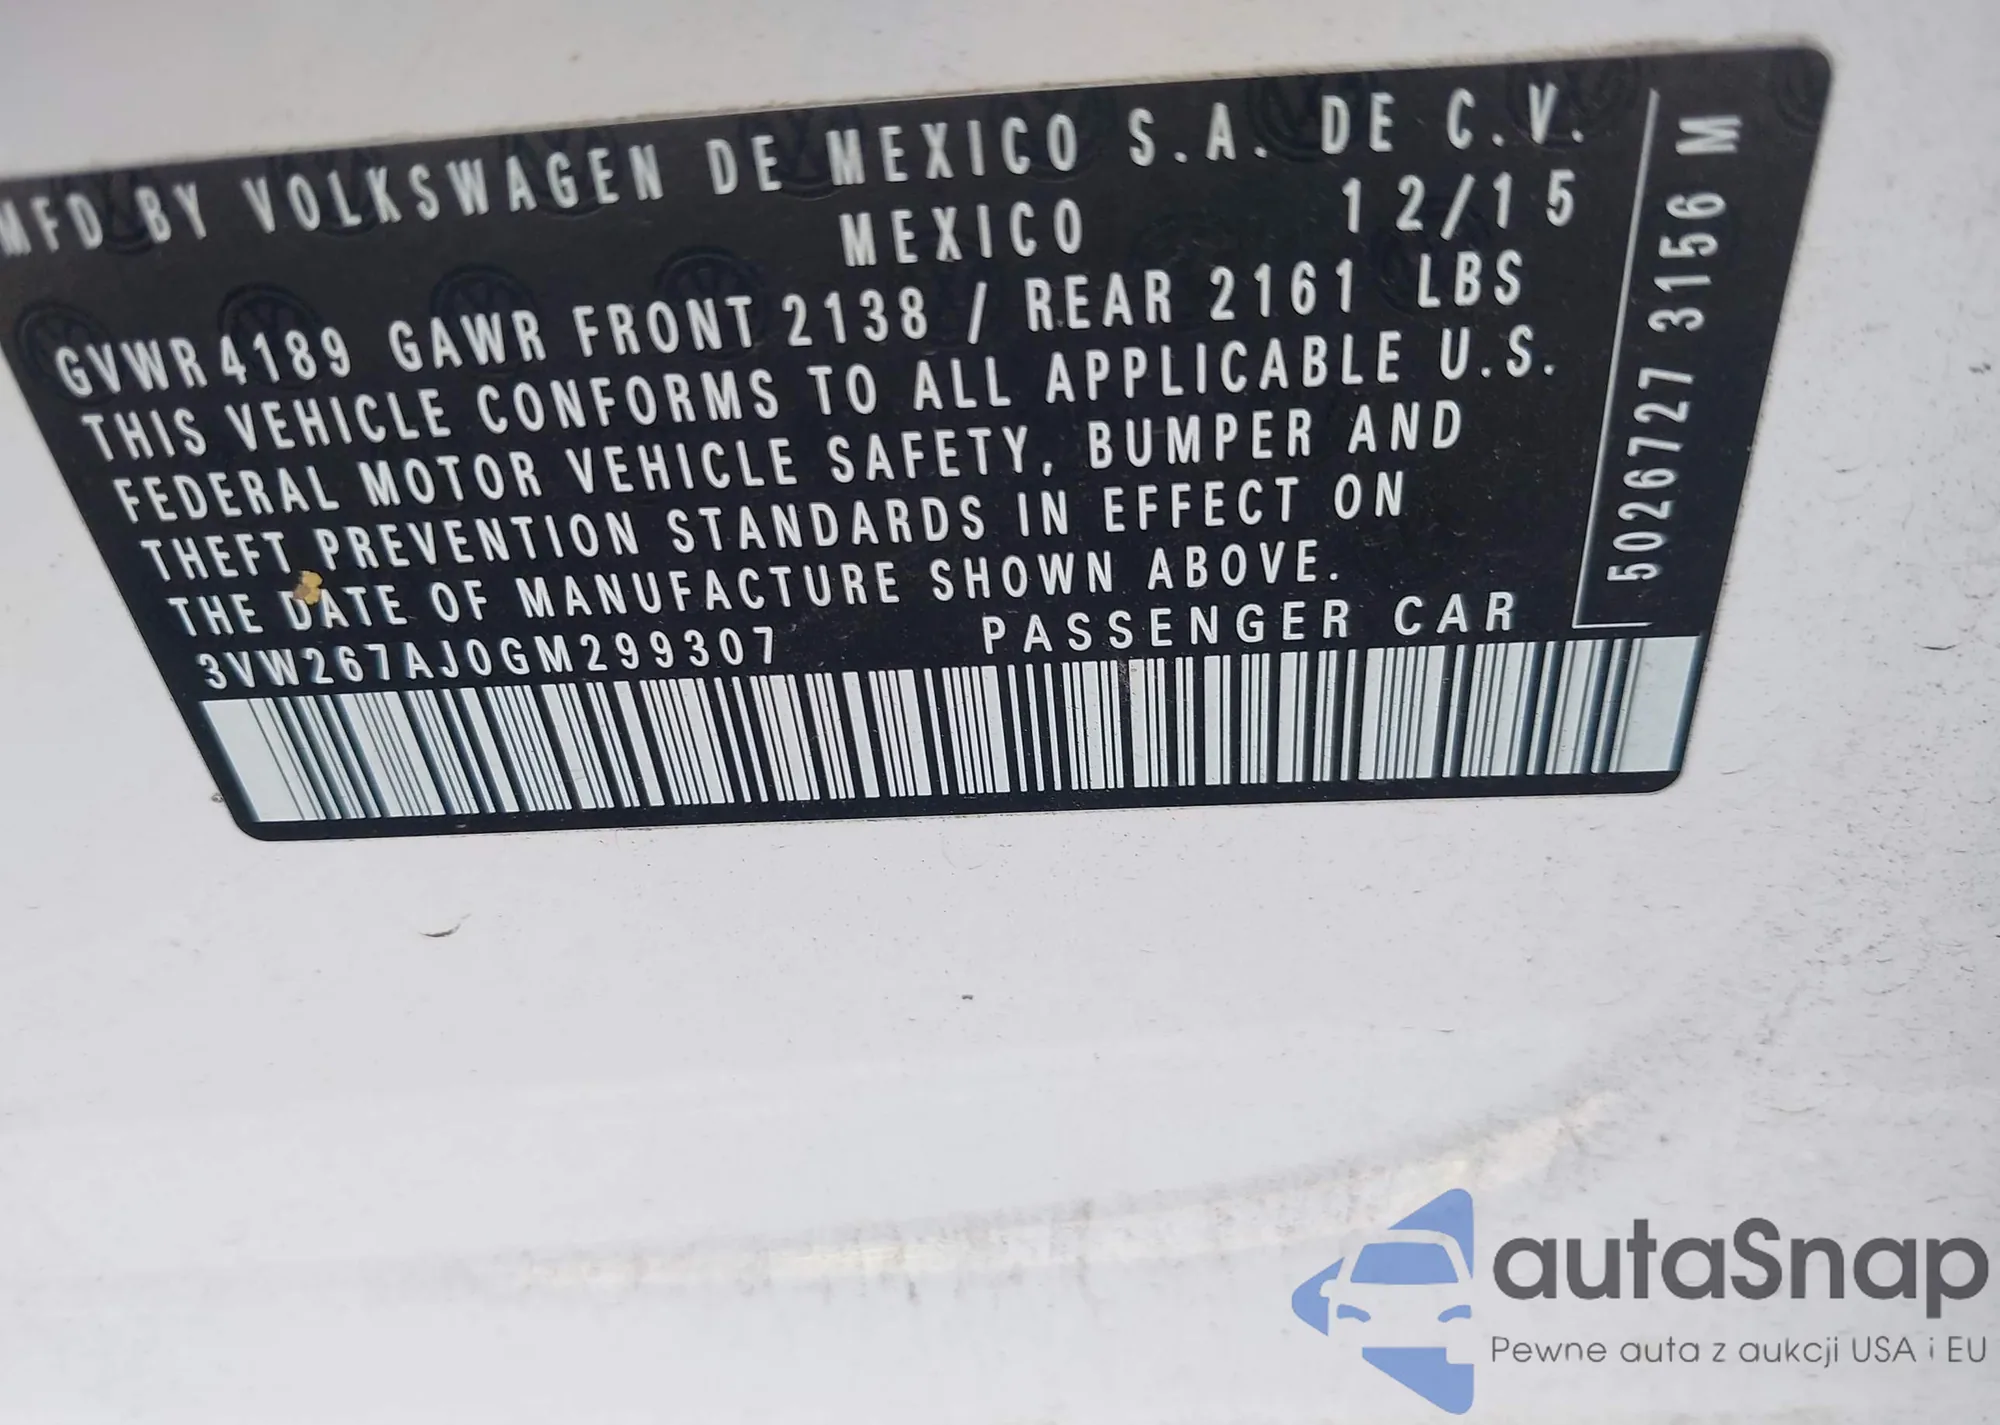 MFD BY VOLKSWAGEN DE MEXICO S.A. DE C.V.
MEXICO 12/15
GVWR 4189 GAWR FRONT 2138 / REAR 2161 LBS
THIS VEHICLE CONFORMS TO ALL APPLICABLE U.S.
FEDERAL MOTOR VEHICLE SAFETY, BUMPER AND
THEFT PREVENTION STANDARDS IN EFFECT ON
THE DATE OF MANUFACTURE SHOWN ABOVE.
3VW267AJ0GM299307 PASSENGER CAR
5026727 3156 M
autaSnap
Pewne auta z aukcji USA i EU